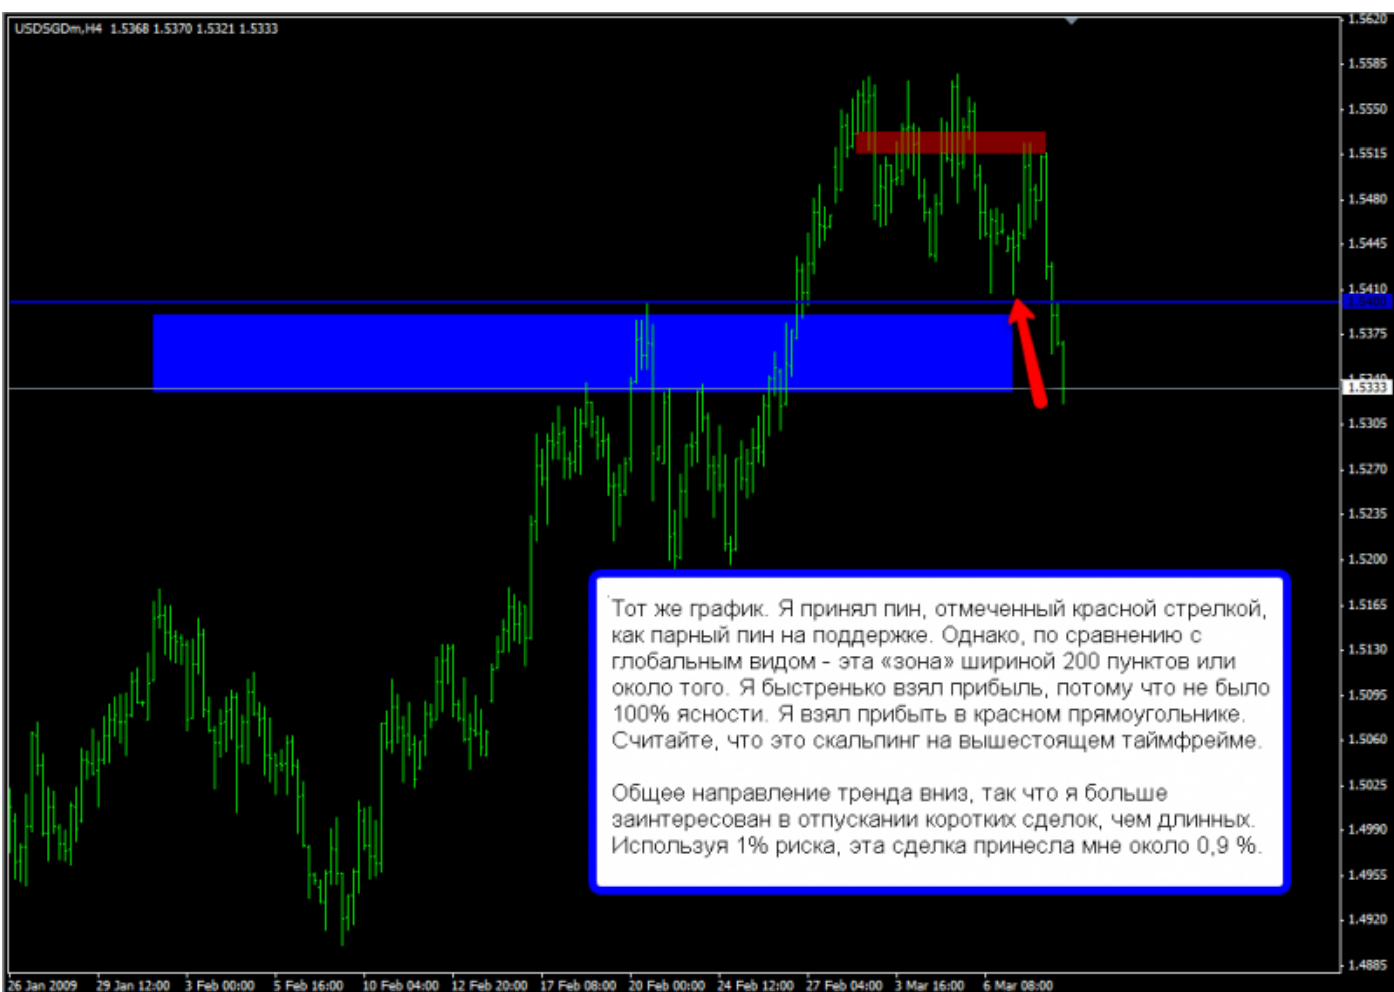 USDSGDm,H4 1.5368 1.5370 1.5321 1.5333
1.5620
1.5585
1.5550
1.5515
1.5480
1.5445
1.5410
1.5400
1.5375
1.5340
1.5333
1.5305
1.5270
1.5235
1.5200
1.5165
1.5130
1.5095
1.5060
1.5025
1.4990
1.4955
1.4920
1.4885
Тот же график. Я принял пин, отмеченный красной стрелкой,
как парный пин на поддержке. Однако, по сравнению с
глобальным видом - эта «зона» шириной 200 пунктов или
около того. Я быстренько взял прибыль, потому что не было
100% ясности. Я взял прибыть в красном прямоугольнике.
Считайте, что это скальпинг на вышестоящем таймфрейме.
Общее направление тренда вниз, так что я больше
заинтересован в отпускании коротких сделок, чем длинных.
Используя 1% риска, эта сделка принесла мне около 0,9 %.
26 Jan 2009 29 Jan 12:00 3 Feb 00:00 5 Feb 16:00 10 Feb 04:00 12 Feb 20:00 17 Feb 08:00 20 Feb 00:00 24 Feb 12:00 27 Feb 04:00 3 Mar 16:00 6 Mar 08:00